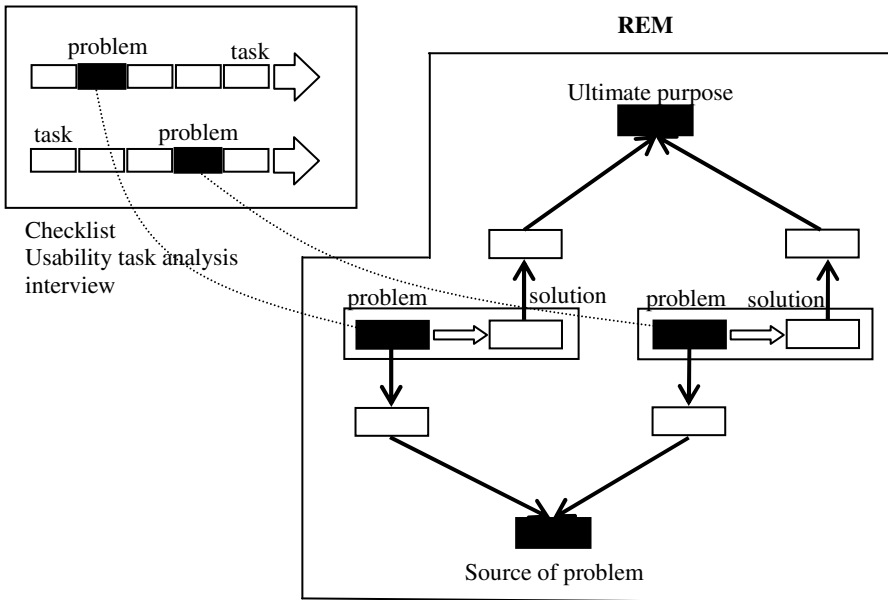 REM
problem
task
task
problem
Checklist
Usability task analysis
interview
Ultimate purpose
problem
solution
problem
solution
Source of problem